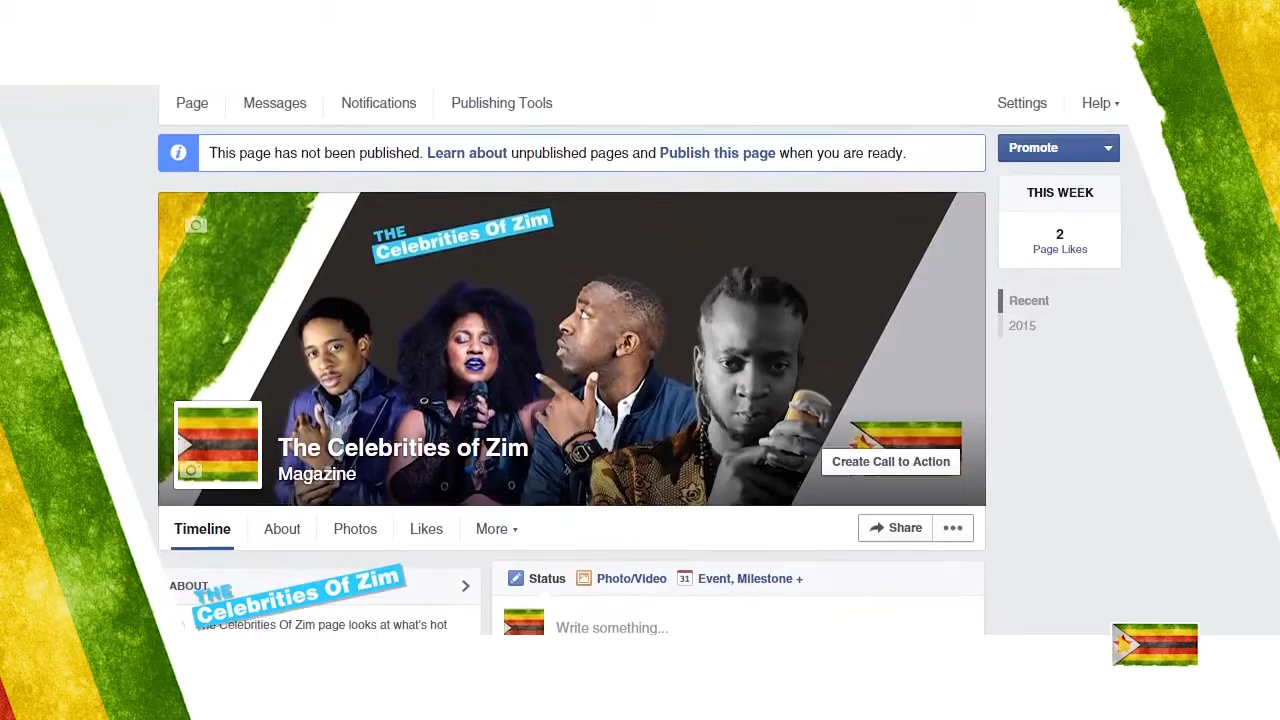 Page Messages Notifications Publishing Tools Settings Help
This page has not been published. Learn about unpublished pages and Publish this page when you are ready.
Promote
THIS WEEK
2
Page Likes
Recent
2015
THE
Celebrities Of Zim
The Celebrities of Zim
Magazine
Create Call to Action
Timeline About Photos Likes More
Share
ABOUT
THE
Celebrities Of Zim
The Celebrities Of Zim page looks at what's hot
Status Photo/Video 31 Event, Milestone +
Write something...